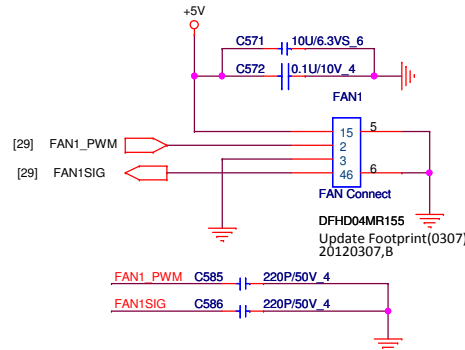 +5V
C571 10U/6.3VS_6
C572 0.1U/10V_4
FAN1
[29] FAN1_PWM
[29] FAN1SIG
15 5
2
3
46 6
FAN Connect
DFHD04MR155
Update Footprint(0307)
20120307,B
FAN1_PWM C585 220P/50V_4
FAN1SIG C586 220P/50V_4